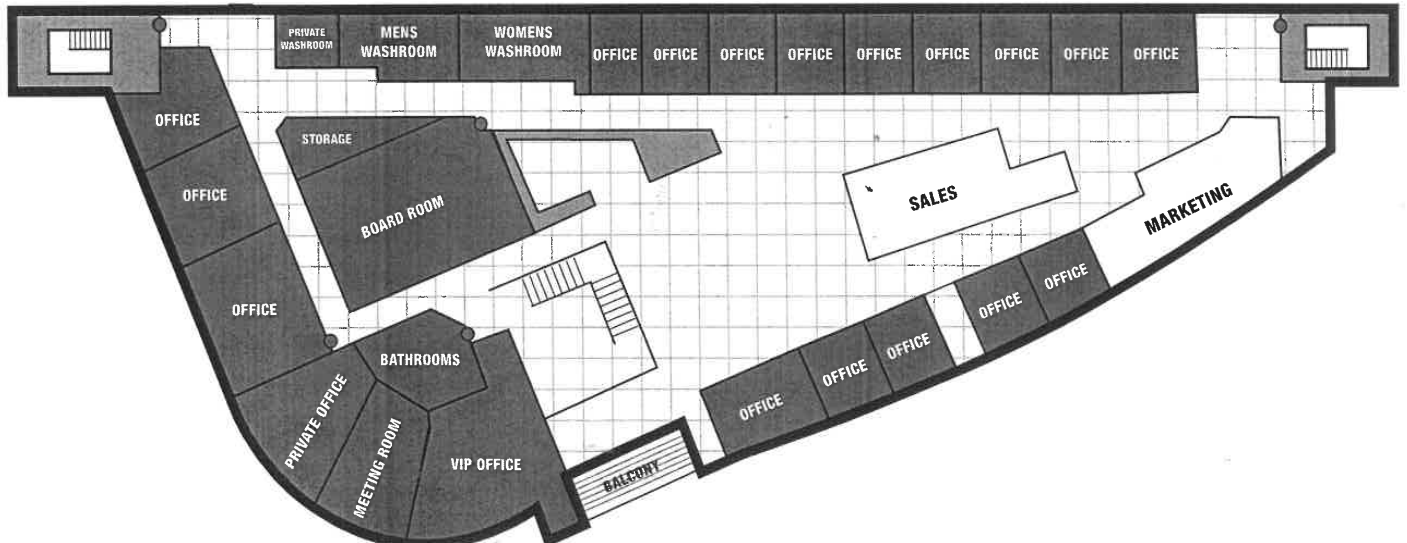 PRIVATE
WASHROOM
MENS
WASHROOM
WOMENS
WASHROOM
OFFICE
OFFICE
OFFICE
OFFICE
OFFICE
OFFICE
OFFICE
OFFICE
OFFICE
OFFICE
STORAGE
OFFICE
BOARD ROOM
SALES
MARKETING
OFFICE
OFFICE
OFFICE
OFFICE
OFFICE
OFFICE
BATHROOMS
PRIVATE OFFICE
MEETING ROOM
VIP OFFICE
BALCONY